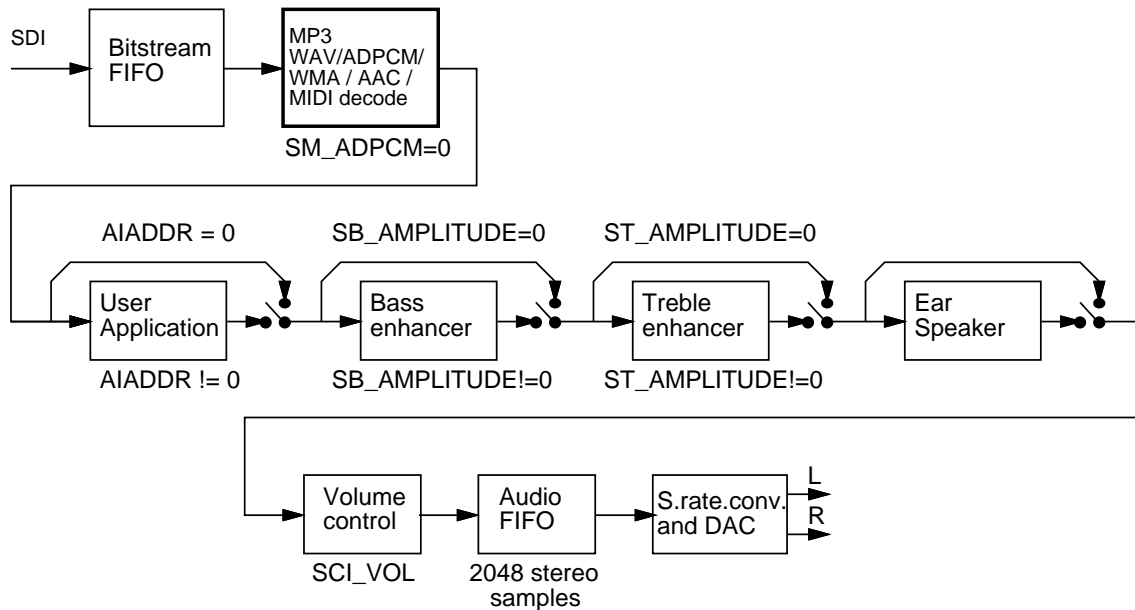 SDI
Bitstream
FIFO
MP3
WAV/ADPCM/
WMA / AAC /
MIDI decode
SM_ADPCM=0
AIADDR = 0
SB_AMPLITUDE=0
ST_AMPLITUDE=0
User
Application
Bass
enhancer
Treble
enhancer
Ear
Speaker
AIADDR != 0
SB_AMPLITUDE!=0
ST_AMPLITUDE!=0
Volume
control
Audio
FIFO
S.rate.conv.
and DAC
L
R
SCI_VOL
2048 stereo
samples